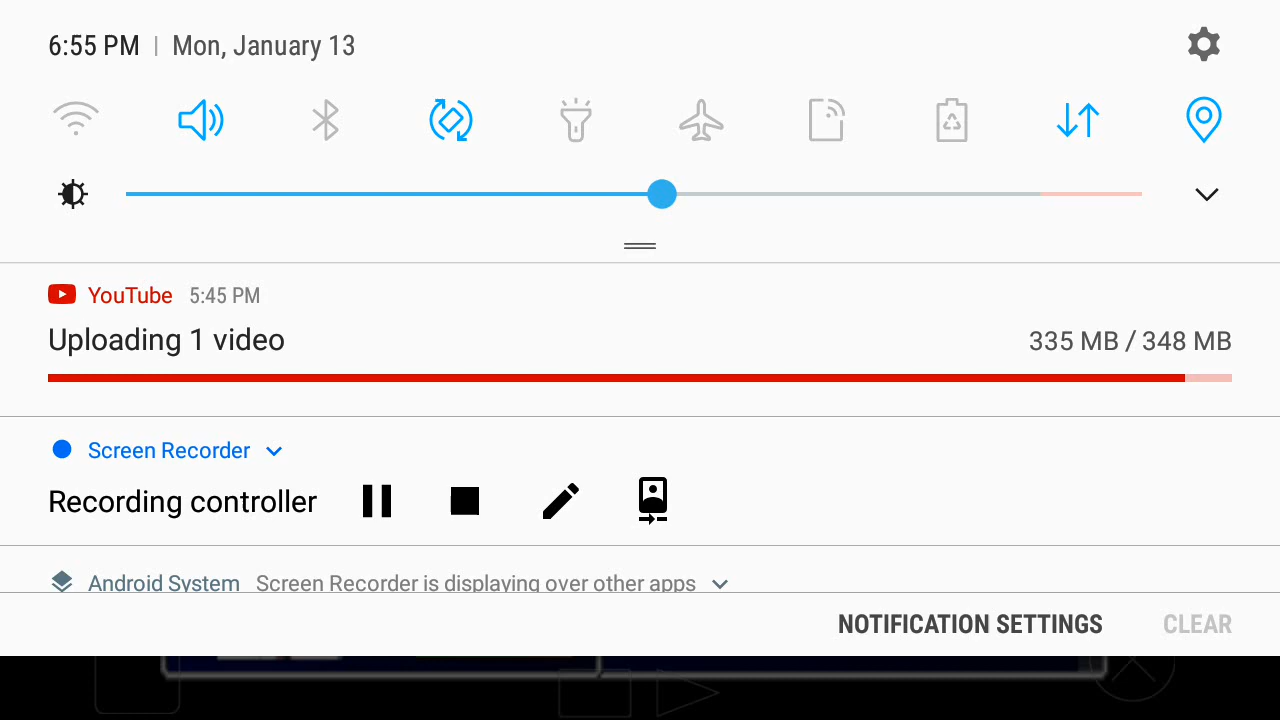 6:55 PM | Mon, January 13
YouTube 5:45 PM
Uploading 1 video 335 MB / 348 MB
Screen Recorder
Recording controller
Android System Screen Recorder is displaying over other apps
NOTIFICATION SETTINGS CLEAR